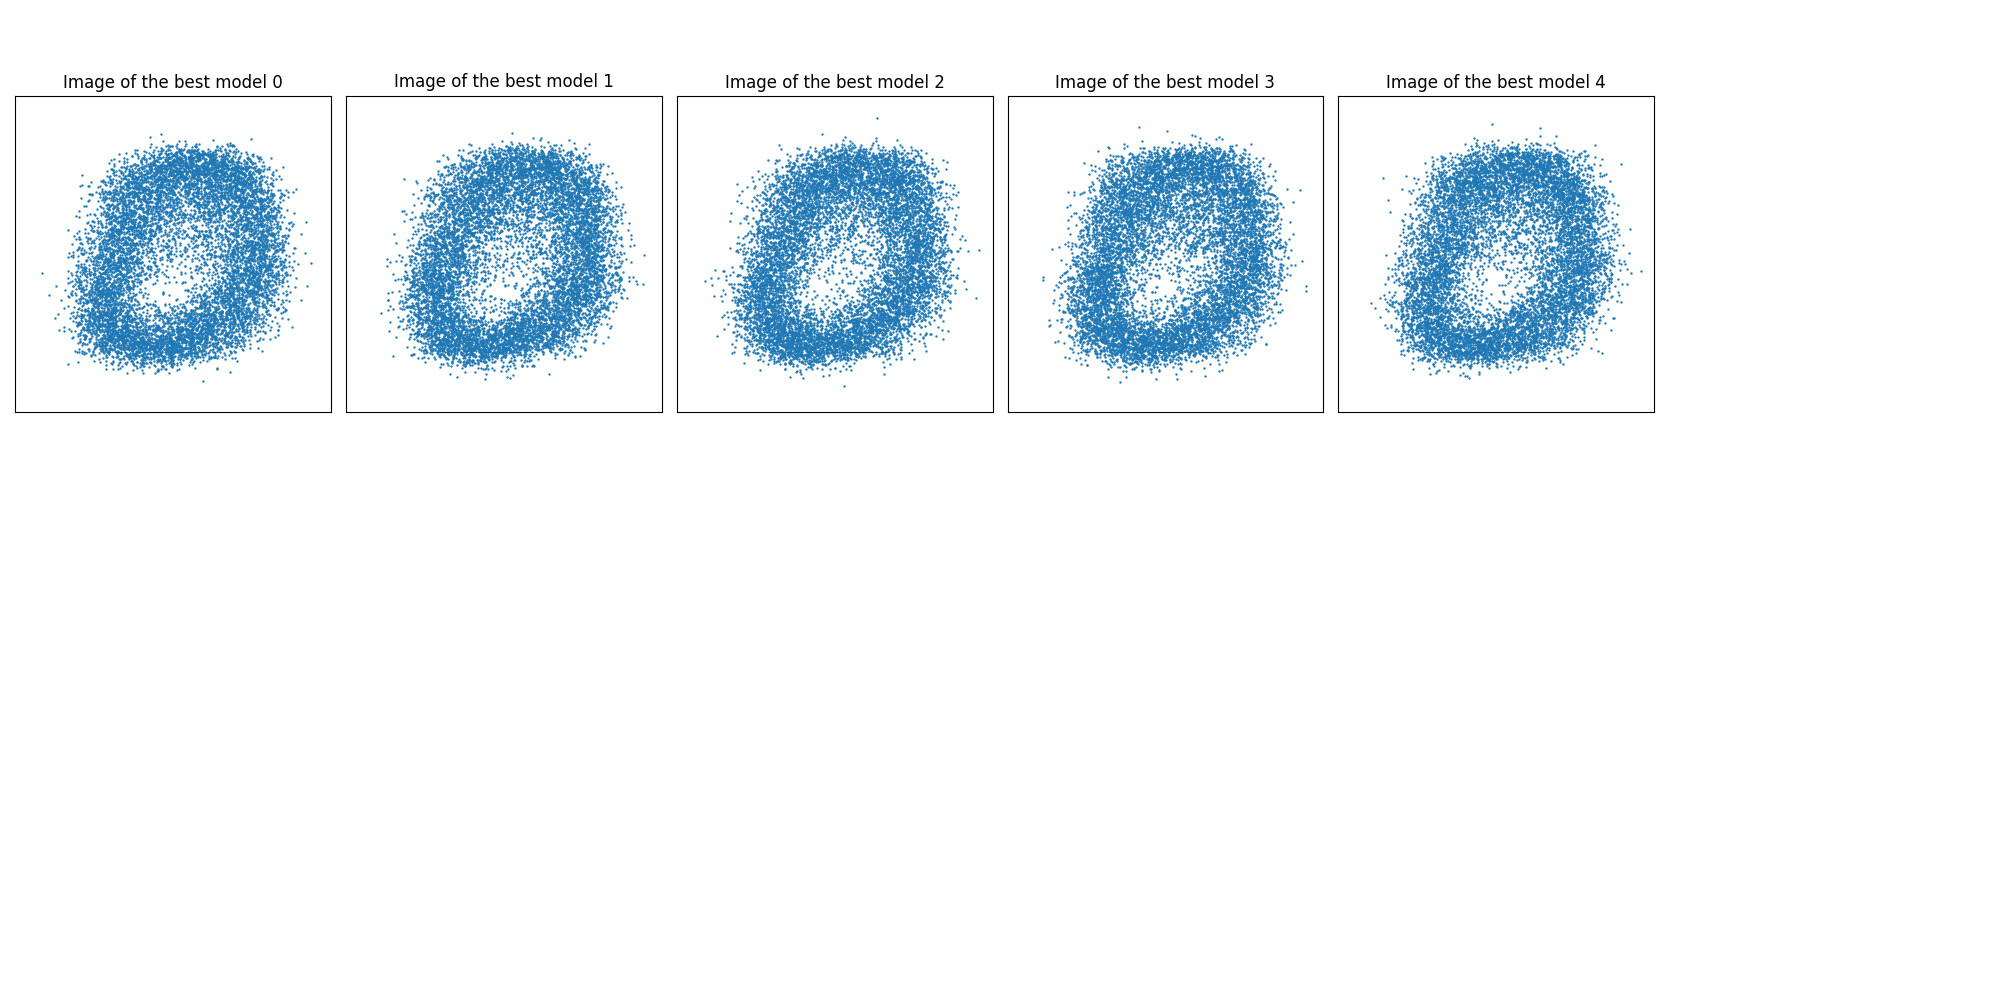 Image of the best model 0
Image of the best model 1
Image of the best model 2
Image of the best model 3
Image of the best model 4